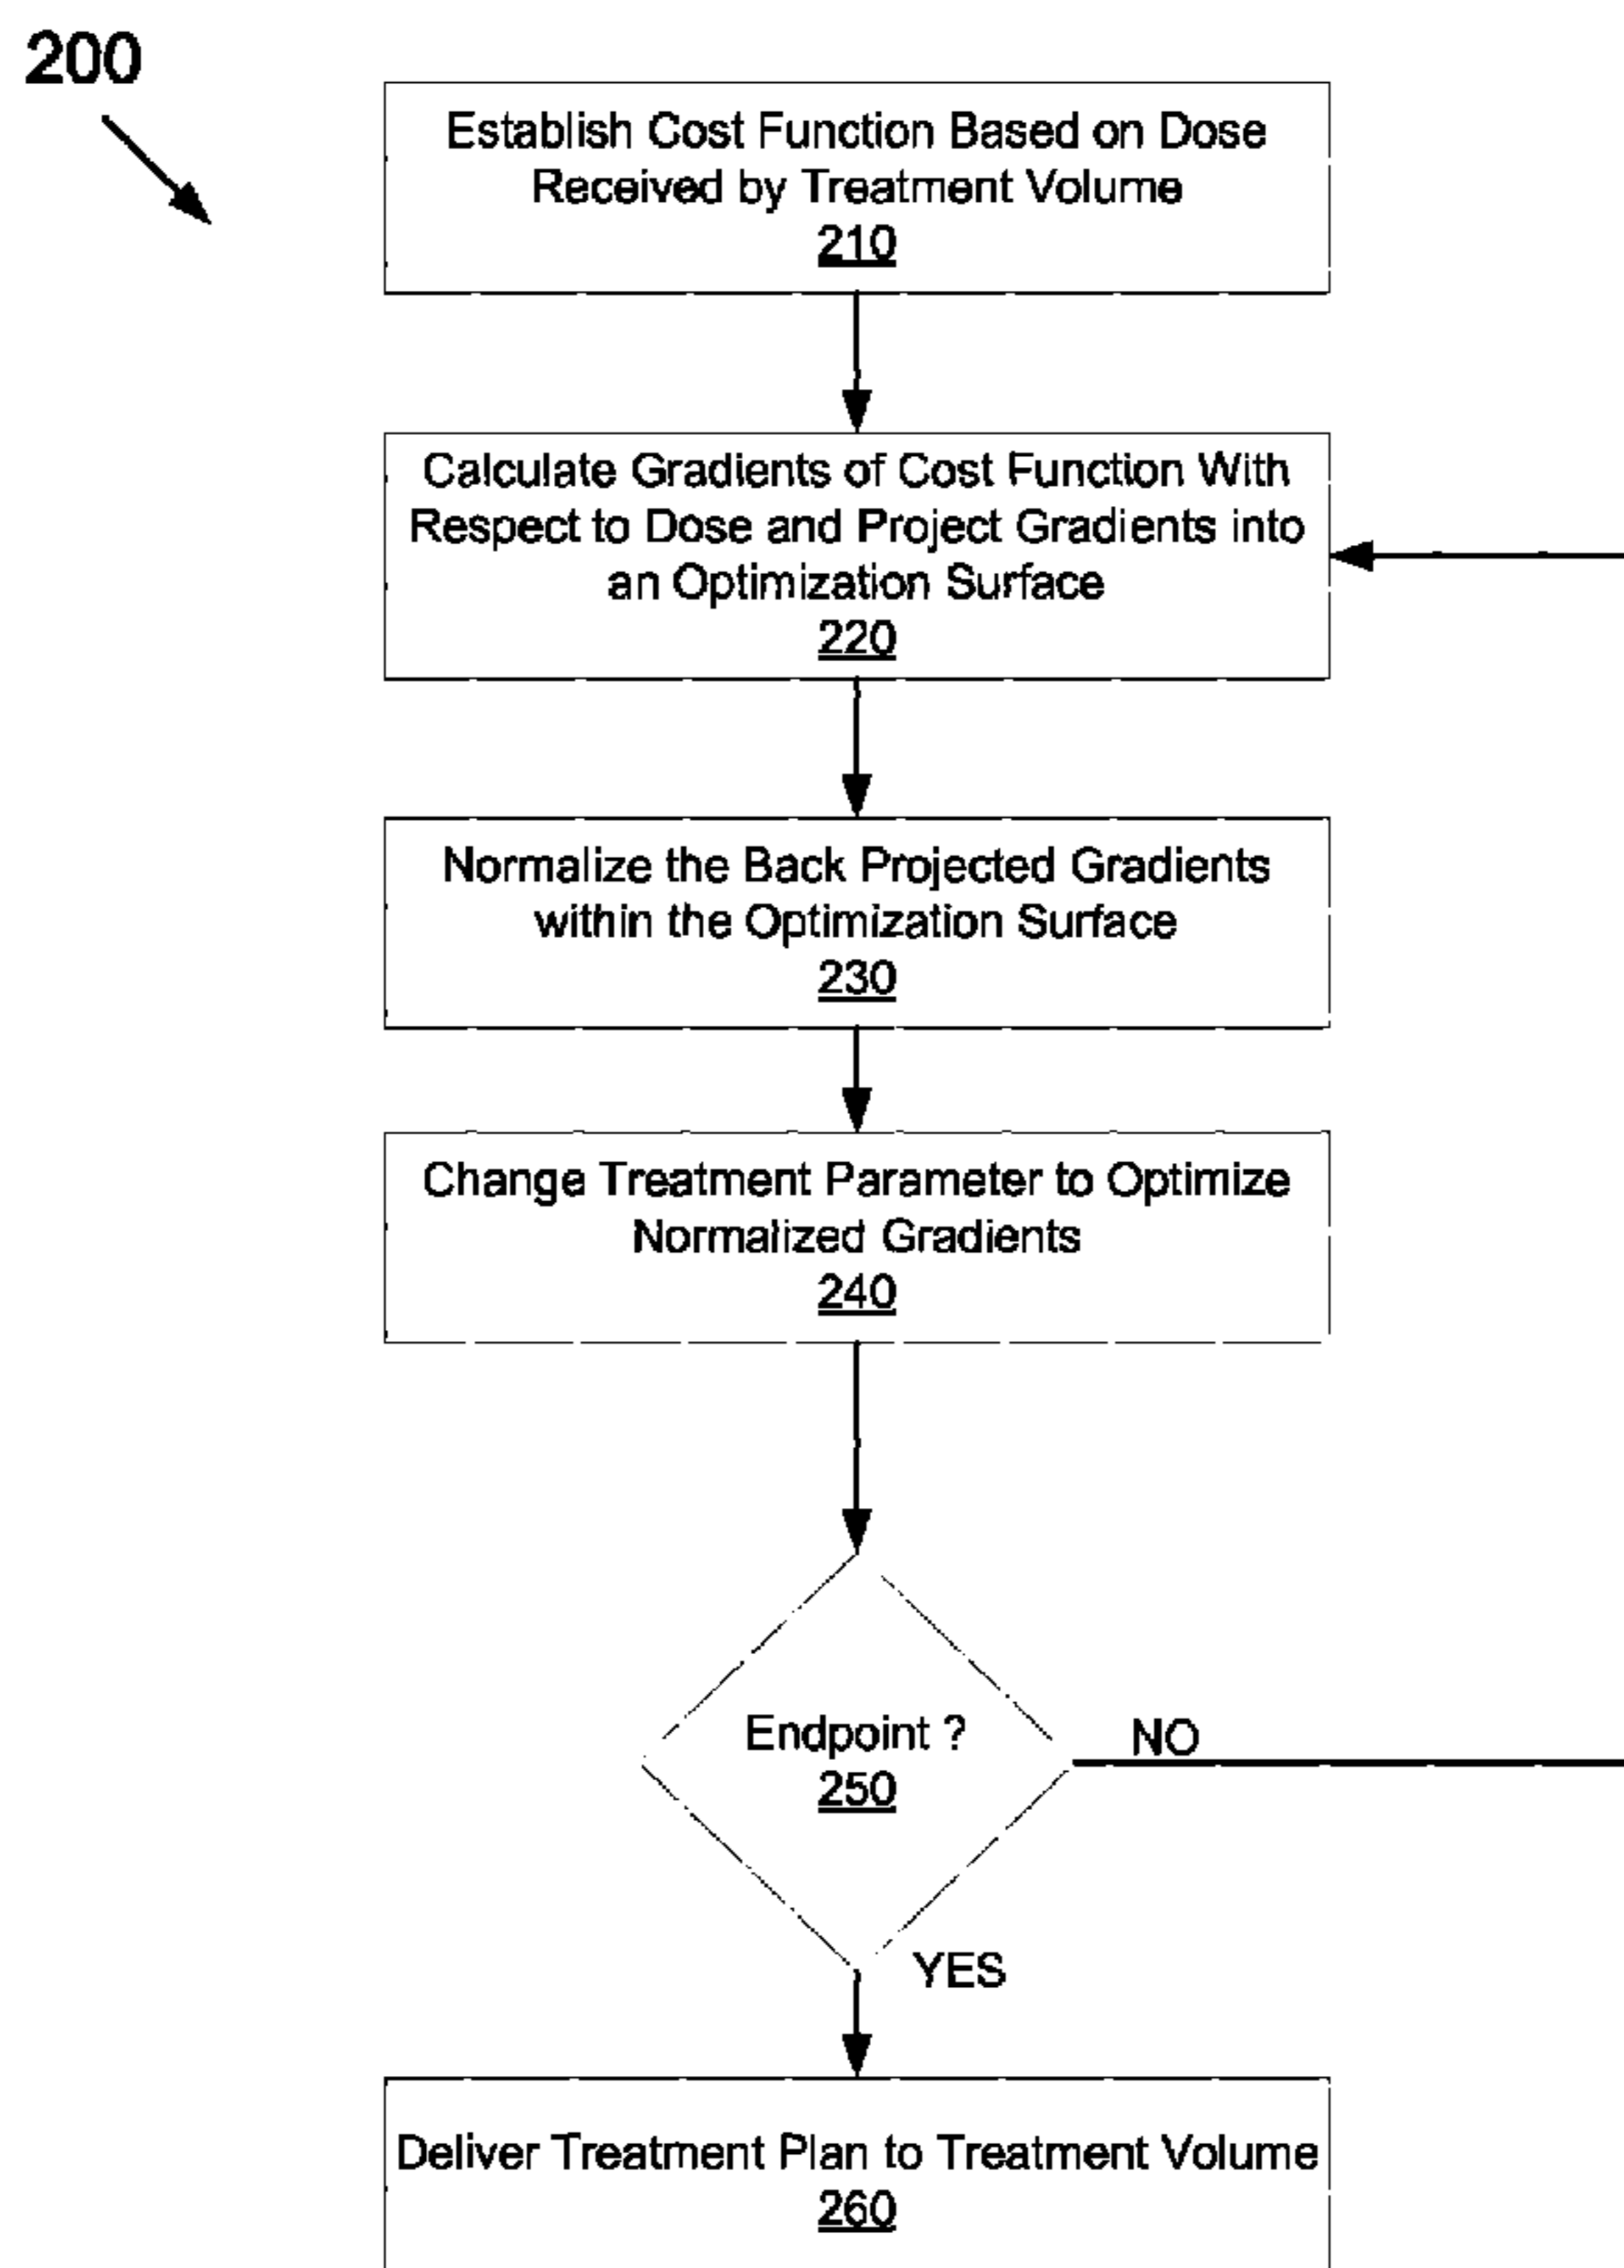 200
Establish Cost Function Based on Dose
Received by Treatment Volume
210
Calculate Gradients of Cost Function With
Respect to Dose and Project Gradients into
an Optimization Surface
220
Normalize the Back Projected Gradients
within the Optimization Surface
230
Change Treatment Parameter to Optimize
Normalized Gradients
240
Endpoint ?
250
NO
YES
Deliver Treatment Plan to Treatment Volume
260